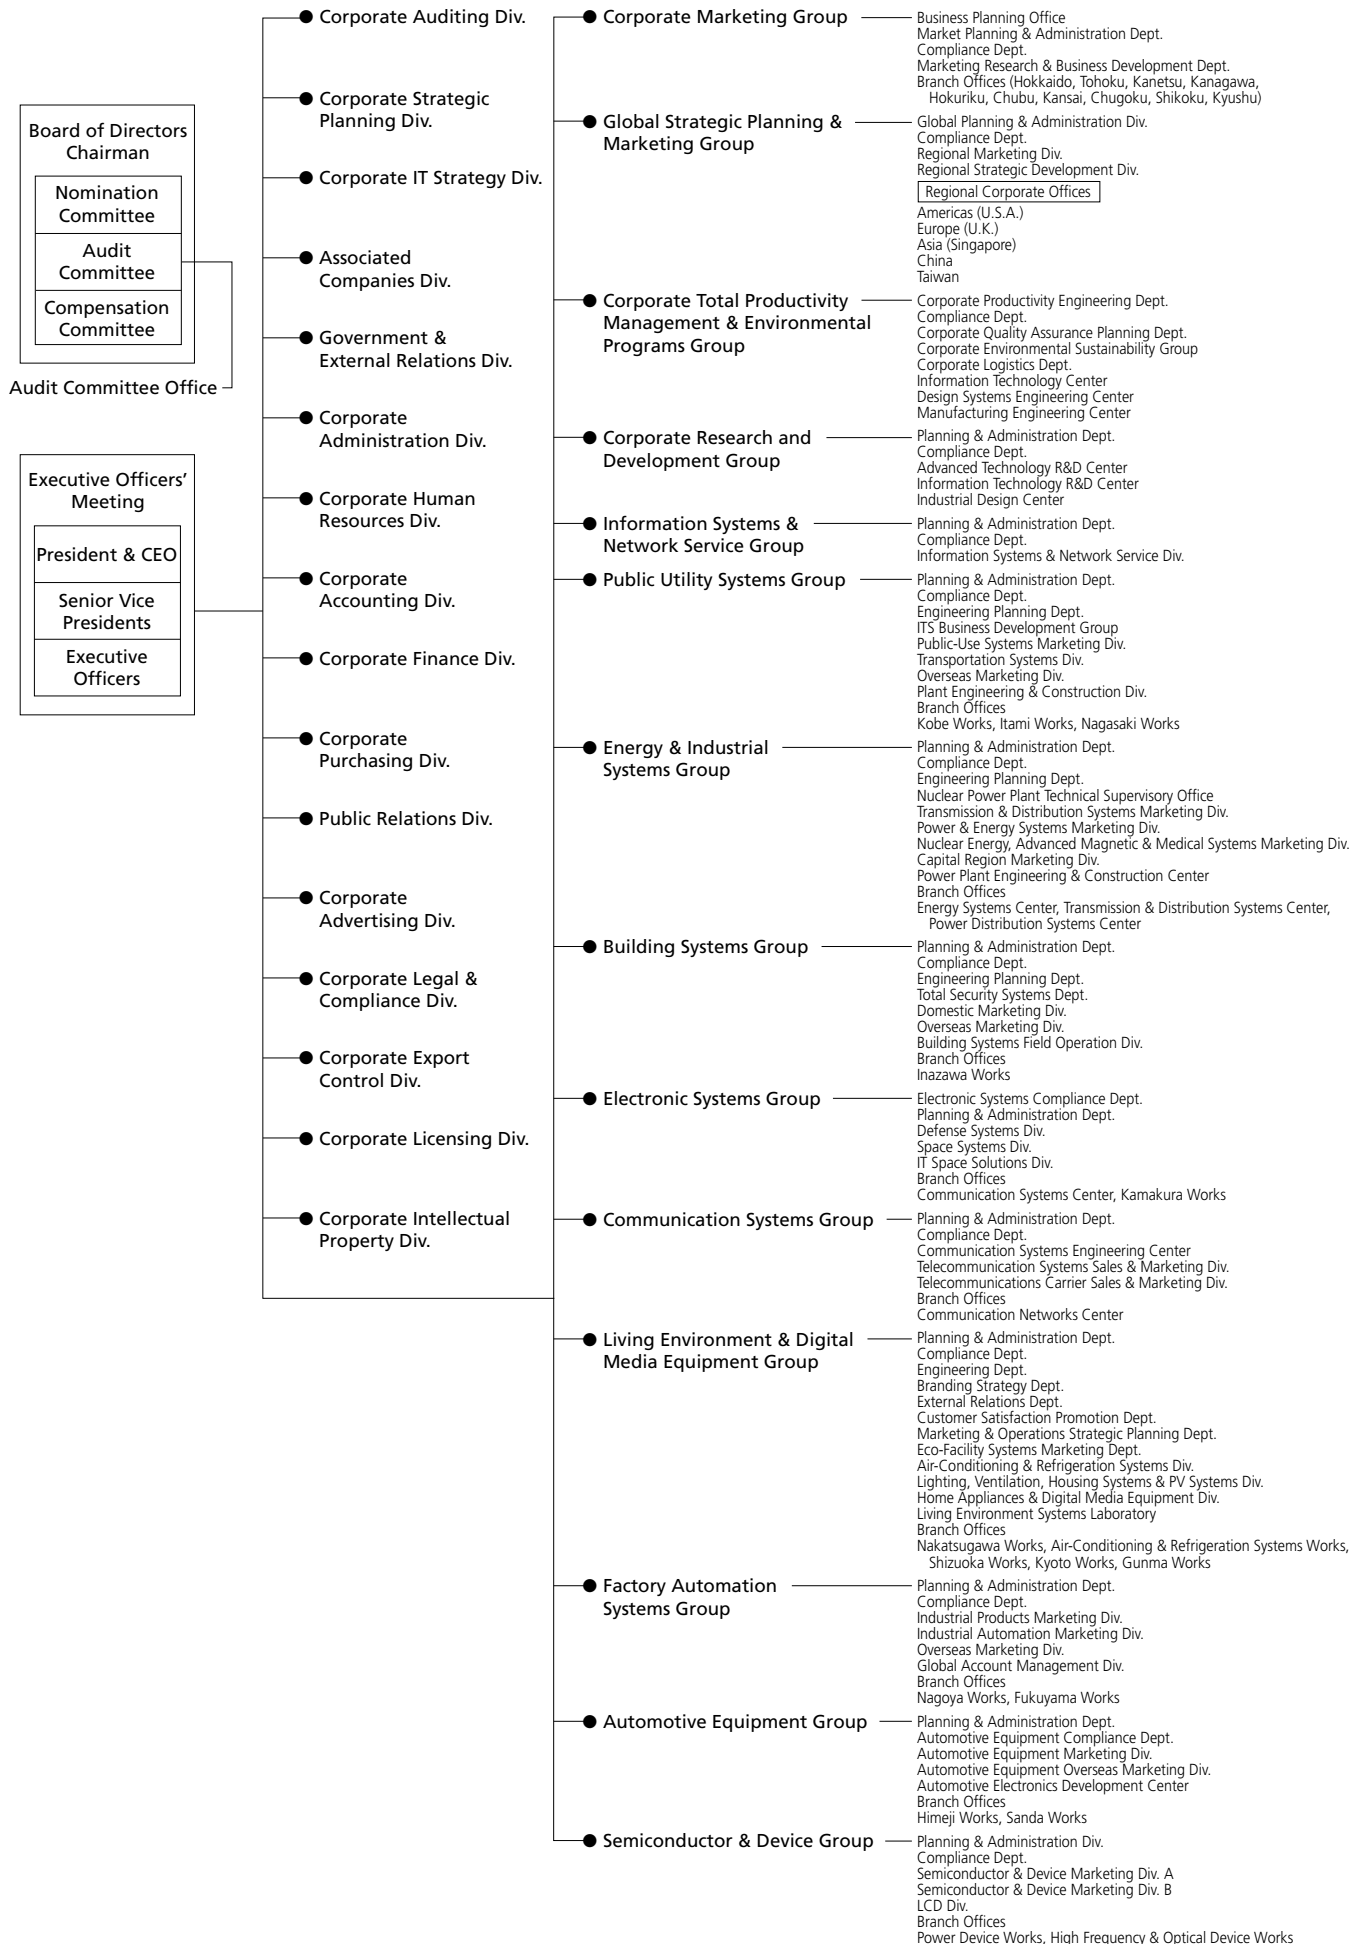 Board of Directors
Chairman
Nomination
Committee
Audit
Committee
Compensation
Committee
Audit Committee Office
Executive Officers’
Meeting
President & CEO
Senior Vice
Presidents
Executive
Officers
Corporate Auditing Div.
Corporate Strategic
Planning Div.
Corporate IT Strategy Div.
Associated
Companies Div.
Government &
External Relations Div.
Corporate
Administration Div.
Corporate Human
Resources Div.
Corporate
Accounting Div.
Corporate Finance Div.
Corporate
Purchasing Div.
Public Relations Div.
Corporate
Advertising Div.
Corporate Legal &
Compliance Div.
Corporate Export
Control Div.
Corporate Licensing Div.
Corporate Intellectual
Property Div.
Corporate Marketing Group
Business Planning Office
Market Planning & Administration Dept.
Compliance Dept.
Marketing Research & Business Development Dept.
Branch Offices (Hokkaido, Tohoku, Kanetsu, Kanagawa,
Hokuriku, Chubu, Kansai, Chugoku, Shikoku, Kyushu)
Global Strategic Planning &
Marketing Group
Global Planning & Administration Div.
Compliance Dept.
Regional Marketing Div.
Regional Strategic Development Div.
Regional Corporate Offices
Americas (U.S.A.)
Europe (U.K.)
Asia (Singapore)
China
Taiwan
Corporate Total Productivity
Management & Environmental
Programs Group
Corporate Productivity Engineering Dept.
Compliance Dept.
Corporate Quality Assurance Planning Dept.
Corporate Environmental Sustainability Group
Corporate Logistics Dept.
Information Technology Center
Design Systems Engineering Center
Manufacturing Engineering Center
Corporate Research and
Development Group
Planning & Administration Dept.
Compliance Dept.
Advanced Technology R&D Center
Information Technology R&D Center
Industrial Design Center
Information Systems &
Network Service Group
Planning & Administration Dept.
Compliance Dept.
Information Systems & Network Service Div.
Public Utility Systems Group
Planning & Administration Dept.
Compliance Dept.
Engineering Planning Dept.
ITS Business Development Group
Public-Use Systems Marketing Div.
Transportation Systems Div.
Overseas Marketing Div.
Plant Engineering & Construction Div.
Branch Offices
Kobe Works, Itami Works, Nagasaki Works
Energy & Industrial
Systems Group
Planning & Administration Dept.
Compliance Dept.
Engineering Planning Dept.
Nuclear Power Plant Technical Supervisory Office
Transmission & Distribution Systems Marketing Div.
Power & Energy Systems Marketing Div.
Nuclear Energy, Advanced Magnetic & Medical Systems Marketing Div.
Capital Region Marketing Div.
Power Plant Engineering & Construction Center
Branch Offices
Energy Systems Center, Transmission & Distribution Systems Center,
Power Distribution Systems Center
Building Systems Group
Planning & Administration Dept.
Compliance Dept.
Engineering Planning Dept.
Total Security Systems Dept.
Domestic Marketing Div.
Overseas Marketing Div.
Building Systems Field Operation Div.
Branch Offices
Inazawa Works
Electronic Systems Group
Electronic Systems Compliance Dept.
Planning & Administration Dept.
Defense Systems Div.
Space Systems Div.
IT Space Solutions Div.
Branch Offices
Communication Systems Center, Kamakura Works
Communication Systems Group
Planning & Administration Dept.
Compliance Dept.
Communication Systems Engineering Center
Telecommunication Systems Sales & Marketing Div.
Telecommunications Carrier Sales & Marketing Div.
Branch Offices
Communication Networks Center
Living Environment & Digital
Media Equipment Group
Planning & Administration Dept.
Compliance Dept.
Engineering Dept.
Branding Strategy Dept.
External Relations Dept.
Customer Satisfaction Promotion Dept.
Marketing & Operations Strategic Planning Dept.
Eco-Facility Systems Marketing Dept.
Air-Conditioning & Refrigeration Systems Div.
Lighting, Ventilation, Housing Systems & PV Systems Div.
Home Appliances & Digital Media Equipment Div.
Living Environment Systems Laboratory
Branch Offices
Nakatsugawa Works, Air-Conditioning & Refrigeration Systems Works,
Shizuoka Works, Kyoto Works, Gunma Works
Factory Automation
Systems Group
Planning & Administration Dept.
Compliance Dept.
Industrial Products Marketing Div.
Industrial Automation Marketing Div.
Overseas Marketing Div.
Global Account Management Div.
Branch Offices
Nagoya Works, Fukuyama Works
Automotive Equipment Group
Planning & Administration Dept.
Automotive Equipment Compliance Dept.
Automotive Equipment Marketing Div.
Automotive Equipment Overseas Marketing Div.
Automotive Electronics Development Center
Branch Offices
Himeji Works, Sanda Works
Semiconductor & Device Group
Planning & Administration Div.
Compliance Dept.
Semiconductor & Device Marketing Div. A
Semiconductor & Device Marketing Div. B
LCD Div.
Branch Offices
Power Device Works, High Frequency & Optical Device Works